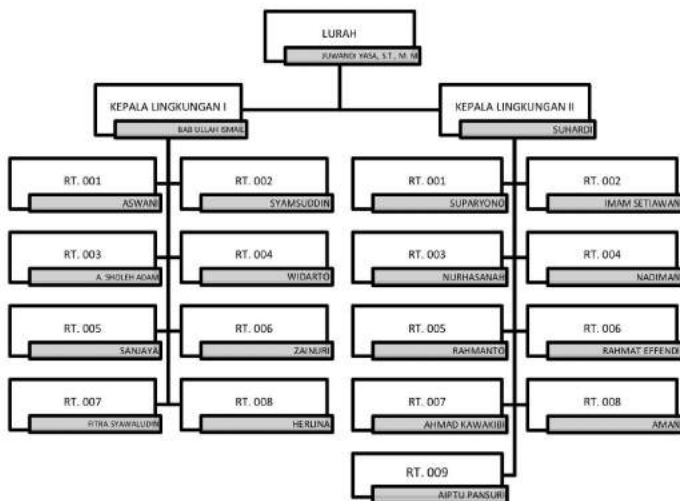 LURAH
JUWANDI YASA, S.T., M. M
KEPALA LINGKUNGAN I
BAB ULLAH ISMAIL
KEPALA LINGKUNGAN II
SUHARDI
RT. 001
ASWANI
RT. 002
SYAMSUDDIN
RT. 001
SUPARYONO
RT. 002
IMAM SETIAWAN
RT. 003
A. SHOLEH ADAM
RT. 004
WIDARTO
RT. 003
NURHASANAH
RT. 004
NADIMAN
RT. 005
SANJAYA
RT. 006
ZAINURI
RT. 005
RAHMANTO
RT. 006
RAHMAT EFFENDI
RT. 007
FITRA SYAWALUDIN
RT. 008
HERLINA
RT. 007
AHMAD KAWAKIBI
RT. 008
AMAN
RT. 009
AIPTU PANSURI